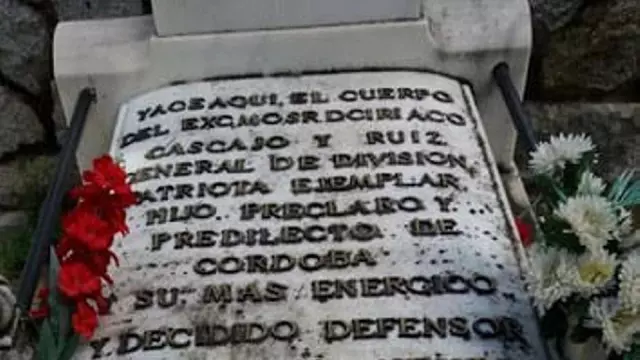 YACE AQUI, EL CUERPO
DEL EXCMO SR D CIRIACO
CASCAJO Y RUIZ
GENERAL DE DIVISION,
PATRIOTA EJEMPLAR,
HIJO PRECLARO Y
PREDILECTO DE
CORDOBA
Y SU MAS ENERGICO
Y DECIDIDO DEFENSOR